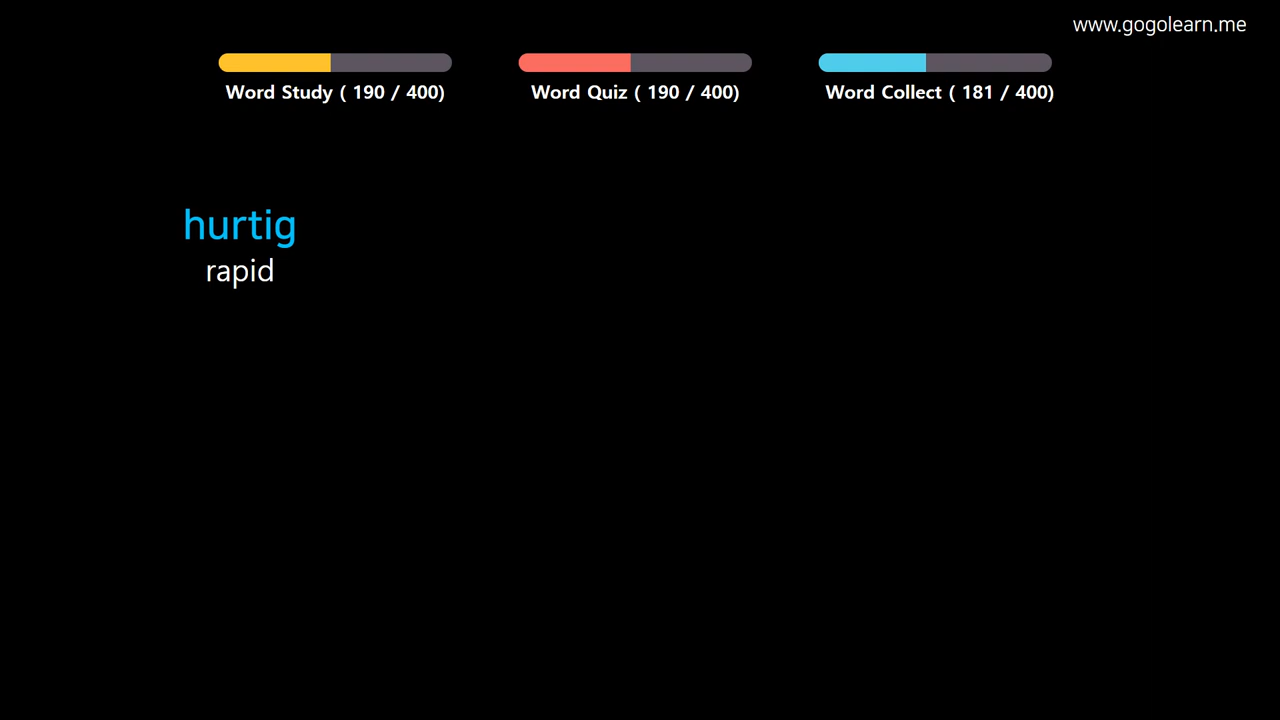 www.gogolearn.me
Word Study ( 190 / 400)
Word Quiz ( 190 / 400)
Word Collect ( 181 / 400)
hurtig
rapid